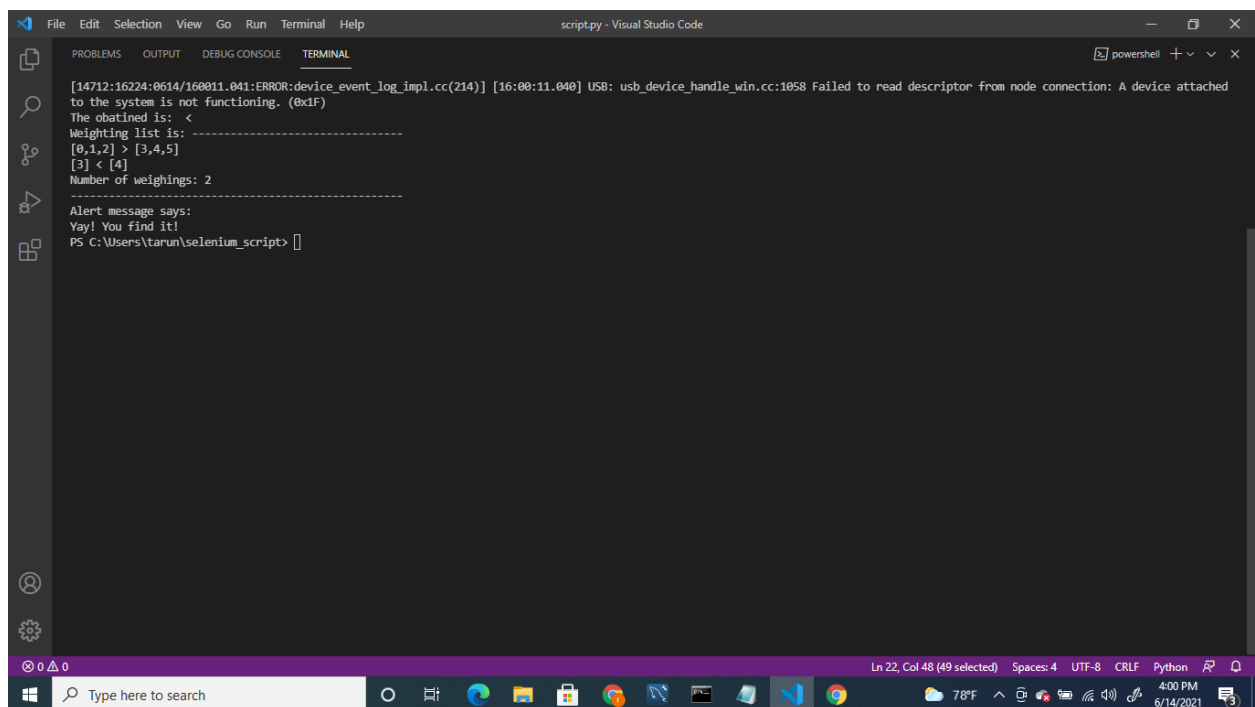 File Edit Selection View Go Run Terminal Help
script.py - Visual Studio Code
PROBLEMS OUTPUT DEBUG CONSOLE TERMINAL
powershell
[14712:16224:0614/160011.041:ERROR:device_event_log_impl.cc(214)] [16:00:11.040] USB: usb_device_handle_win.cc:1058 Failed to read descriptor from node connection: A device attached
to the system is not functioning. (0x1F)
The obatined is:  <
Weighting list is: ---------------------------------
[0,1,2] > [3,4,5]
[3] < [4]
Number of weighings: 2
----------------------------------------------------
Alert message says:
Yay! You find it!
PS C:\Users\tarun\selenium_script>
0 0 Ln 22, Col 48 (49 selected) Spaces: 4 UTF-8 CRLF Python
Type here to search
78°F
4:00 PM
6/14/2021
3